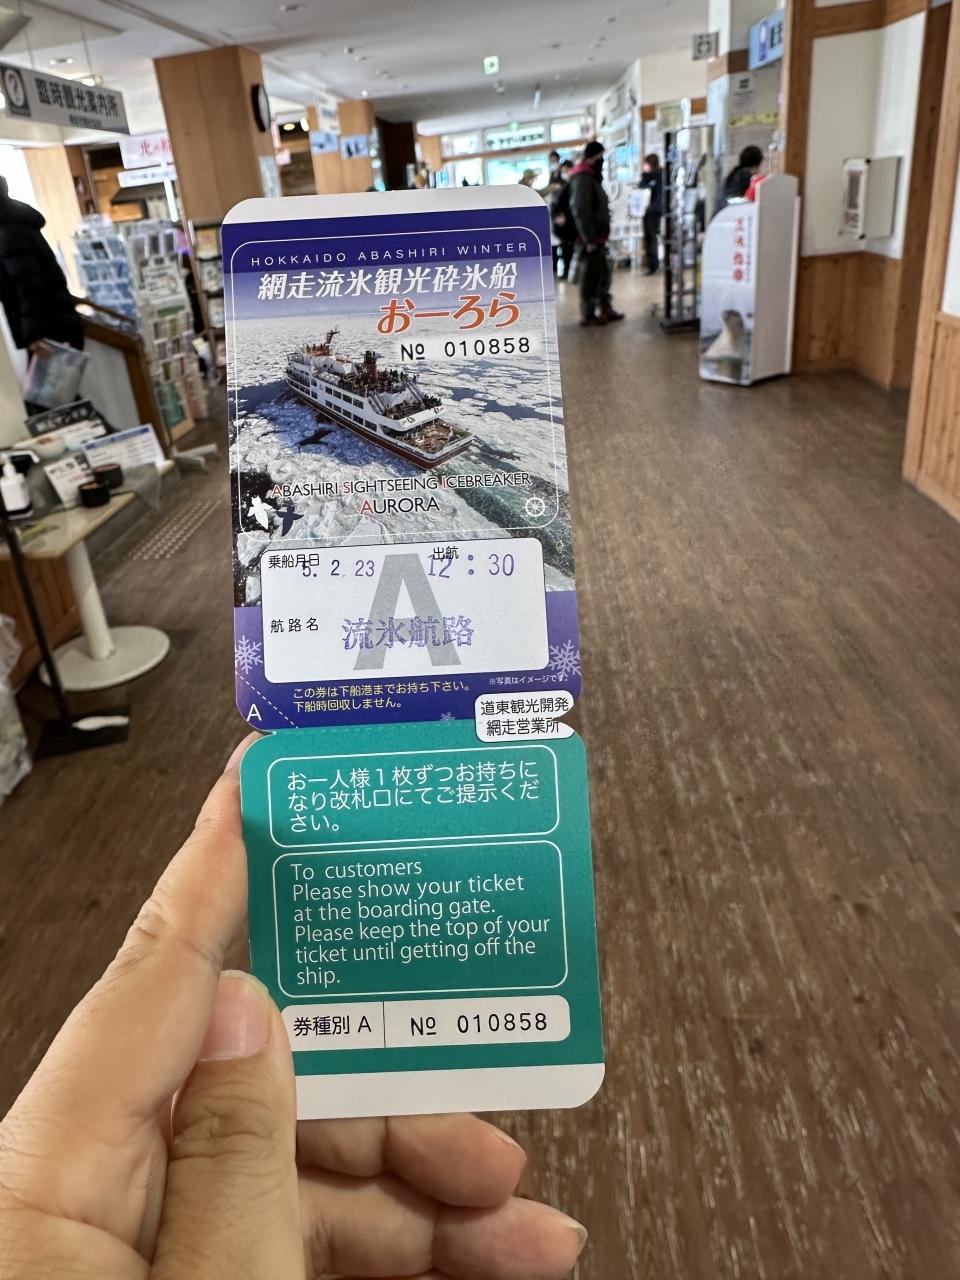 臨時観光案内所
HOKKAIDO ABASHIRI WINTER
網走流氷観光砕氷船
おーろら
№ 010858
ABASHIRI SIGHTSEEING ICEBREAKER
AURORA
乗船月日 5. 2. 23 出航 12:30
A
航路名 流氷航路
この券は下船港までお持ち下さい。
下船時回収しません。
※写真はイメージです。
A
道東観光開発
網走営業所
お一人様1枚ずつお持ちに
なり改札口にてご提示くだ
さい。
To customers
Please show your ticket
at the boarding gate.
Please keep the top of your
ticket until getting off the
ship.
券種別 A № 010858